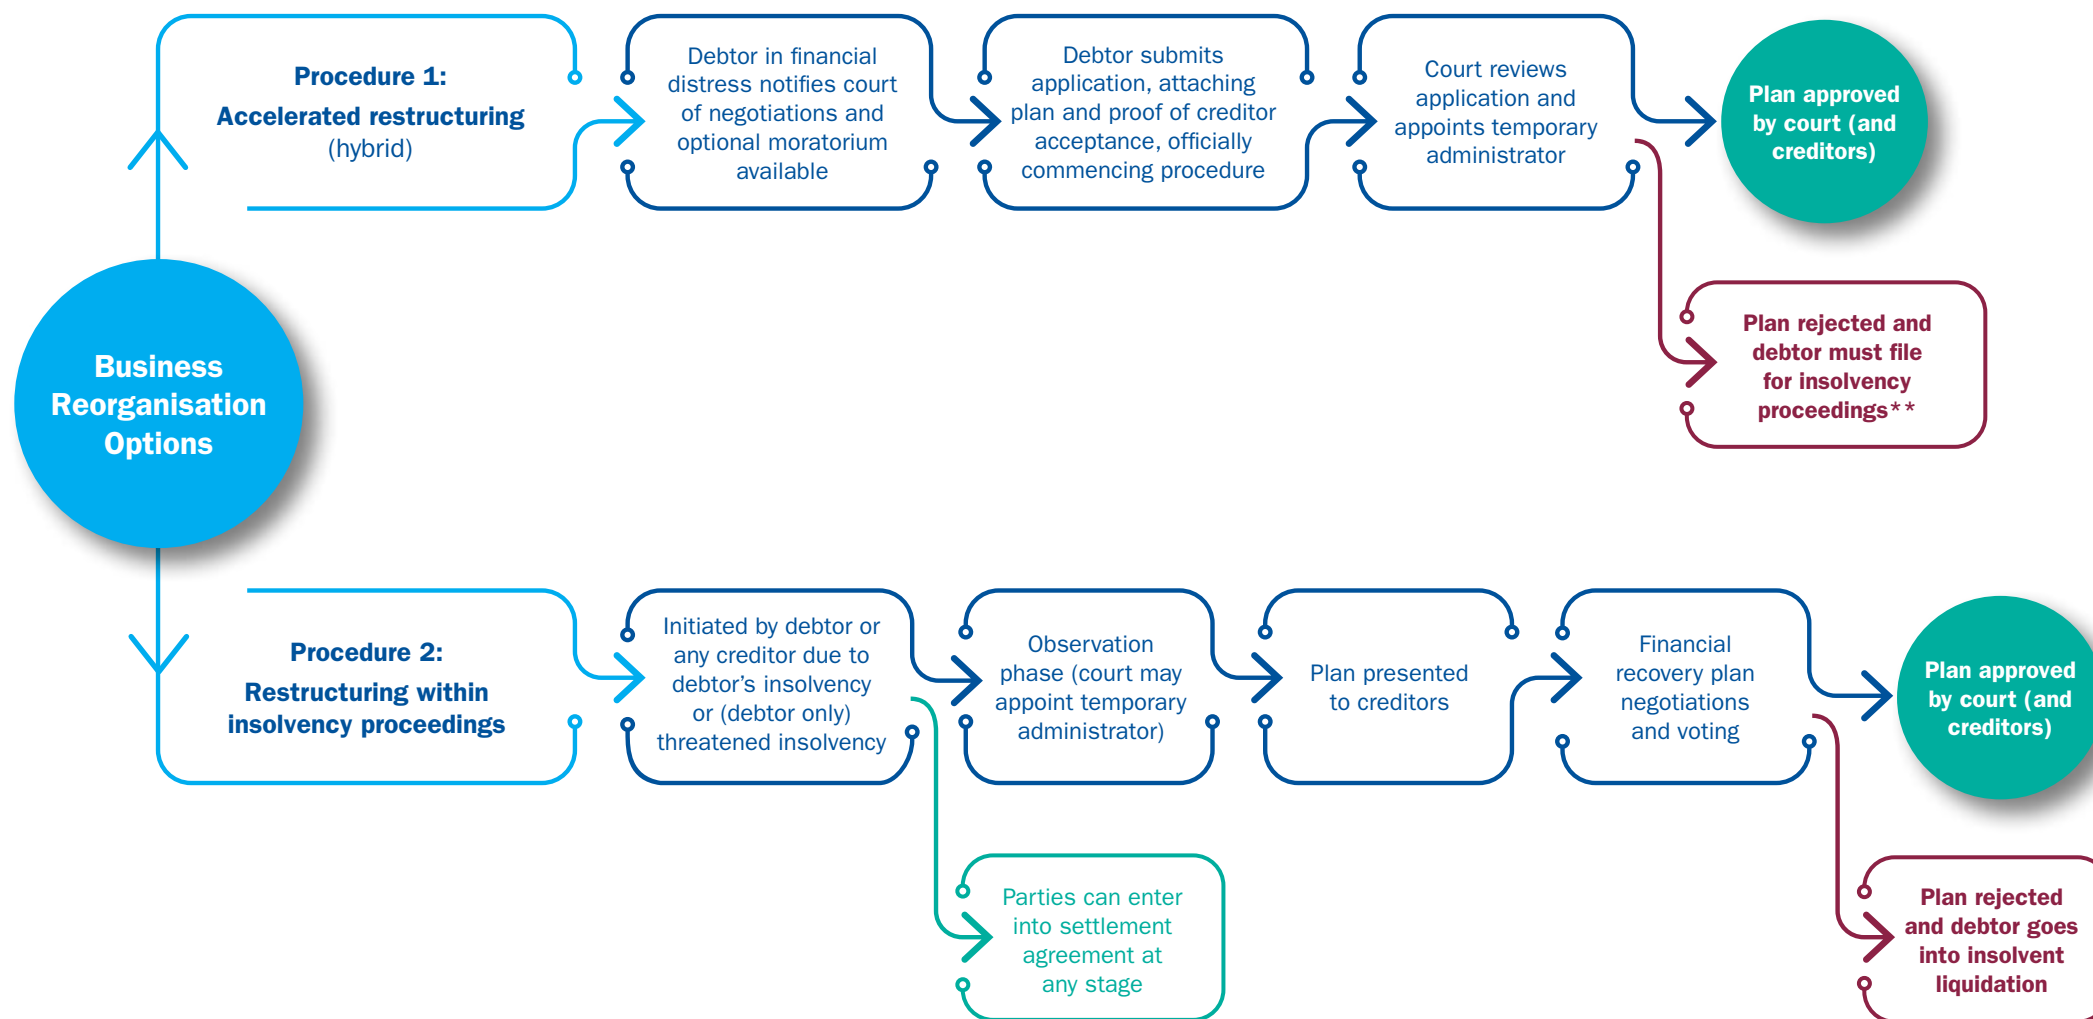 Business
Reorganisation
Options
Procedure 1:
Accelerated restructuring
(hybrid)
Debtor in financial
distress notifies court
of negotiations and
optional moratorium
available
Debtor submits
application, attaching
plan and proof of creditor
acceptance, officially
commencing procedure
Court reviews
application and
appoints temporary
administrator
Plan approved
by court (and
creditors)
Plan rejected and
debtor must file
for insolvency
proceedings**
Procedure 2:
Restructuring within
insolvency proceedings
Initiated by debtor or
any creditor due to
debtor’s insolvency
or (debtor only)
threatened insolvency
Parties can enter
into settlement
agreement at
any stage
Observation
phase (court may
appoint temporary
administrator)
Plan presented
to creditors
Financial
recovery plan
negotiations
and voting
Plan approved
by court (and
creditors)
Plan rejected
and debtor goes
into insolvent
liquidation